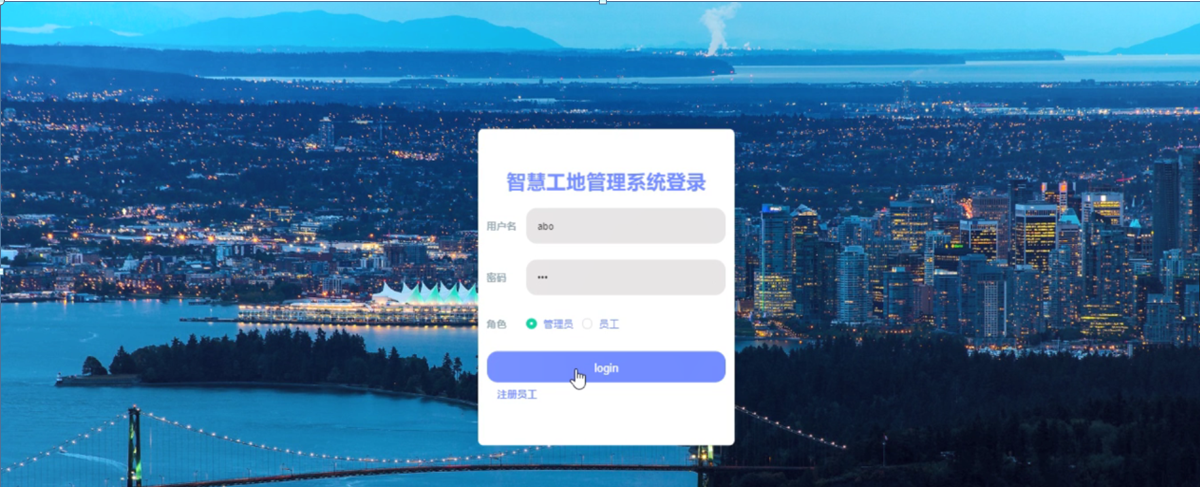 智慧工地管理系统登录
用户名 abo
密码 •••
角色 管理员 员工
login
注册员工